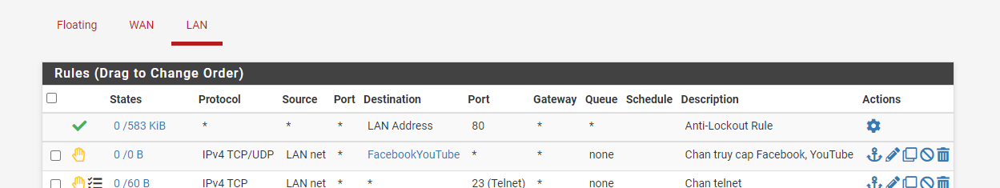 Floating WAN LAN
Rules (Drag to Change Order)
States Protocol Source Port Destination Port Gateway Queue Schedule Description Actions
0 /583 KiB * * * LAN Address 80 * * Anti-Lockout Rule
0 /0 B IPv4 TCP/UDP LAN net * FacebookYouTube * * none Chan truy cap Facebook, YouTube
0 /60 B IPv4 TCP LAN net * * 23 (Telnet) * none Chan telnet